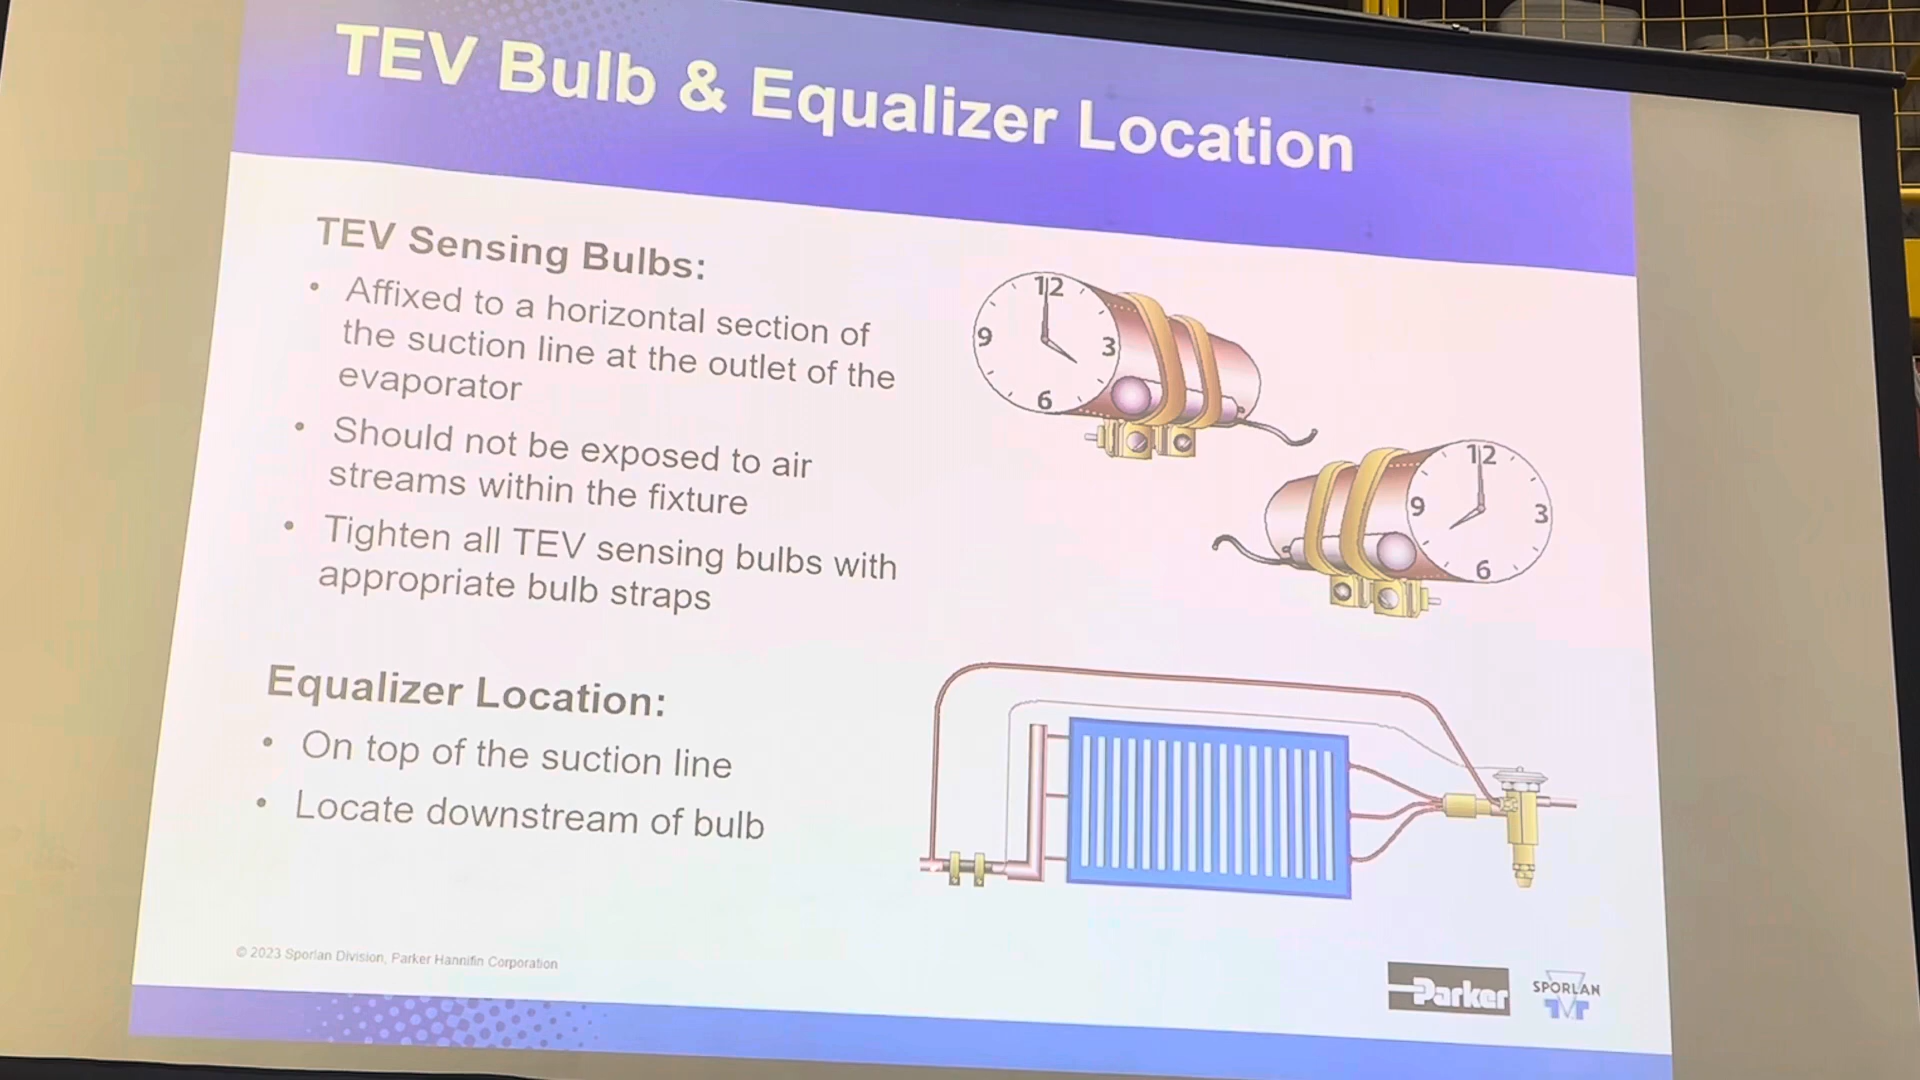 TEV Bulb & Equalizer Location
TEV Sensing Bulbs:
• Affixed to a horizontal section of
the suction line at the outlet of the
evaporator
• Should not be exposed to air
streams within the fixture
• Tighten all TEV sensing bulbs with
appropriate bulb straps
12
9
3
6
12
9
3
6
Equalizer Location:
• On top of the suction line
• Locate downstream of bulb
© 2023 Sporlan Division, Parker Hannifin Corporation
Parker
SPORLAN